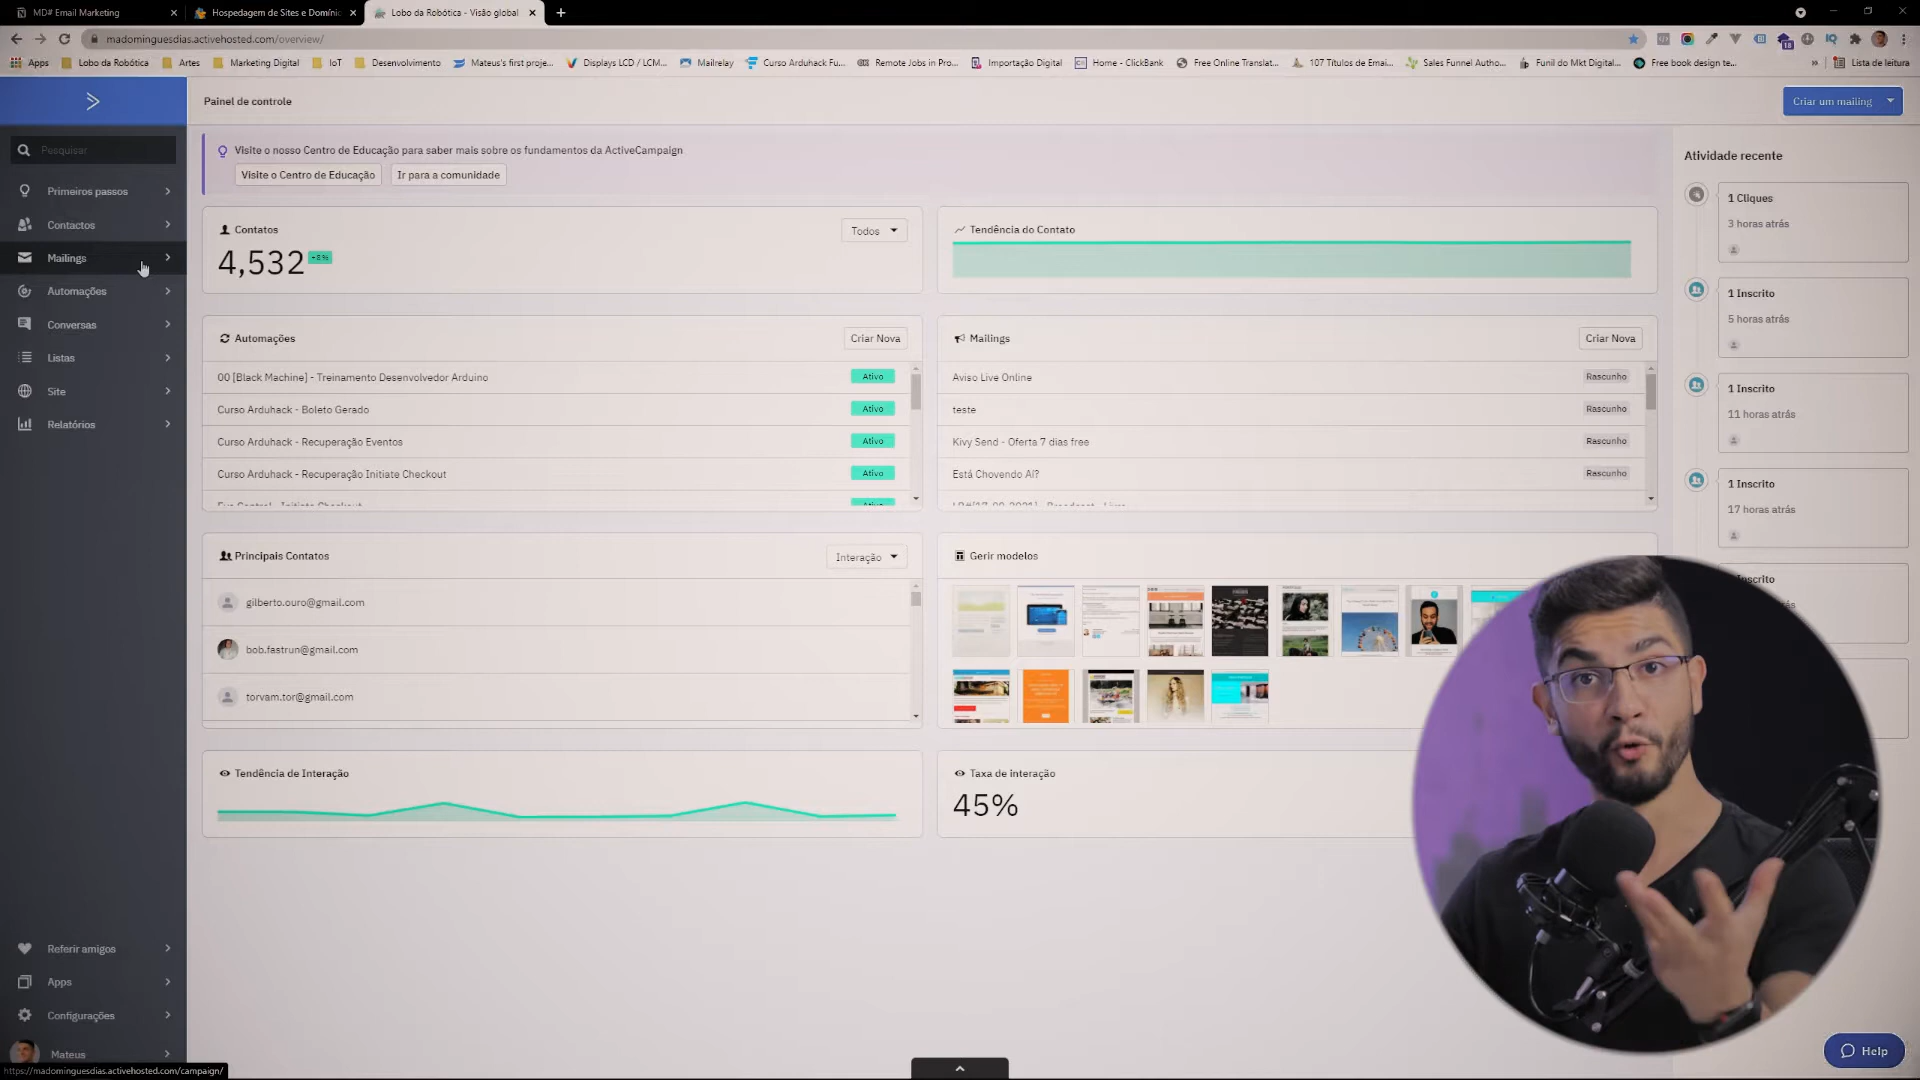 MD# Email Marketing
Hospedagem de Sites e Domínio
Lobo da Robótica - Visão global
madominguesdias.activehosted.com/overview/
Apps
Lobo da Robótica
Artes
Marketing Digital
IoT
Desenvolvimento
Mateus's first proje...
Displays LCD / LCM...
Mailrelay
Curso Arduhack Fu...
Remote Jobs in Pro...
Importação Digital
Home - ClickBank
Free Online Translat...
107 Títulos de Emai...
Sales Funnel Autho...
Funil do Mkt Digital...
Free book design te...
Lista de leitura
Painel de controle
Criar um mailing
Pesquisar
Primeiros passos
Contactos
Mailings
Automações
Conversas
Listas
Site
Relatórios
Referir amigos
Apps
Configurações
Mateus
https://madominguesdias.activehosted.com/campaign/
Visite o nosso Centro de Educação para saber mais sobre os fundamentos da ActiveCampaign
Visite o Centro de Educação
Ir para a comunidade
Contatos
Todos
4,532
+8%
Tendência do Contato
Automações
Criar Nova
00 [Black Machine] - Treinamento Desenvolvedor Arduino
Ativo
Curso Arduhack - Boleto Gerado
Ativo
Curso Arduhack - Recuperação Eventos
Ativo
Curso Arduhack - Recuperação Initiate Checkout
Ativo
Mailings
Criar Nova
Aviso Live Online
Rascunho
teste
Rascunho
Kivy Send - Oferta 7 dias free
Rascunho
Está Chovendo Aí?
Rascunho
Principais Contatos
Interação
gilberto.ouro@gmail.com
bob.fastrun@gmail.com
torvam.tor@gmail.com
Gerir modelos
Tendência de Interação
Taxa de interação
45%
Atividade recente
1 Cliques
3 horas atrás
1 Inscrito
5 horas atrás
1 Inscrito
11 horas atrás
1 Inscrito
17 horas atrás
Help